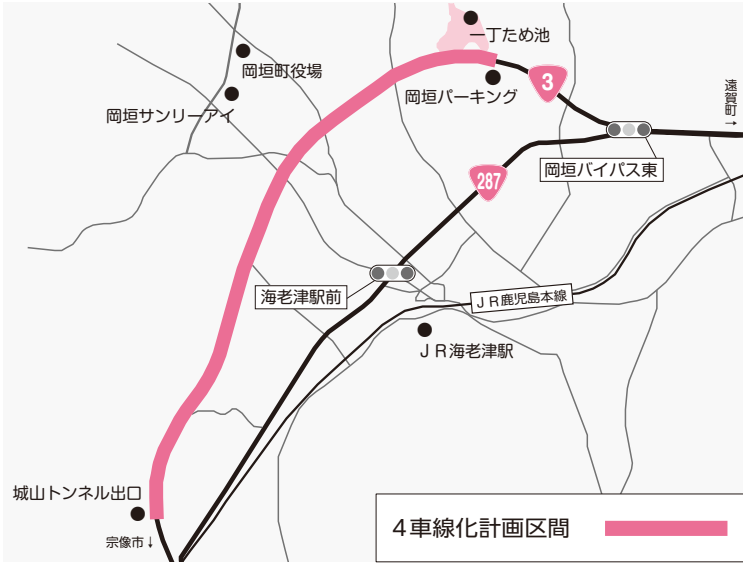 一丁ため池
岡垣町役場
岡垣サンリーアイ
岡垣パーキング
3
遠賀町→
岡垣バイパス東
287
海老津駅前
JR鹿児島本線
JR海老津駅
城山トンネル出口
宗像市↓
4車線化計画区間